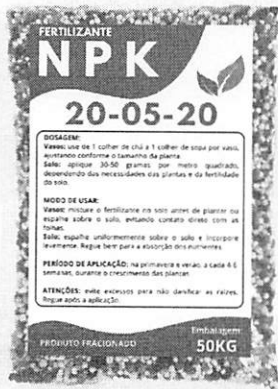 FERTILIZANTE
NPK
20-05-20
DOSAGEM:
Vasos: use de 1 colher de chá a 1 colher de sopa por vaso,
ajustando conforme o tamanho da planta.
Solo: aplique 30-50 gramas por metro quadrado,
dependendo das necessidades das plantas e da fertilidade
do solo.
MODO DE USAR:
Vasos: misture o fertilizante no solo antes de plantar ou
espalhe sobre o solo, evitando contato direto com as
folhas.
Solo: espalhe uniformemente sobre o solo e incorpore
levemente. Regue bem para a absorção dos nutrientes.
PERÍODO DE APLICAÇÃO: na primavera e verão, a cada 4-6
semanas, durante o crescimento das plantas.
ATENÇÕES: evite excessos para não danificar as raízes.
Regue após a aplicação.
PRODUTO FRACIONADO
Embalagem
50KG